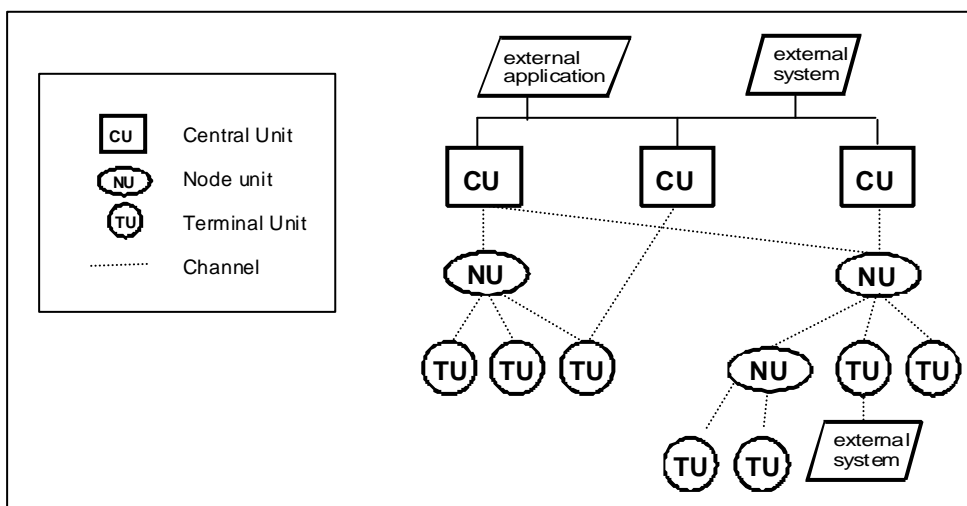 external
application
external
system
CU Central Unit
NU Node unit
TU Terminal Unit
Channel
CU CU CU
NU NU
TU TU TU NU TU TU
TU TU external
system